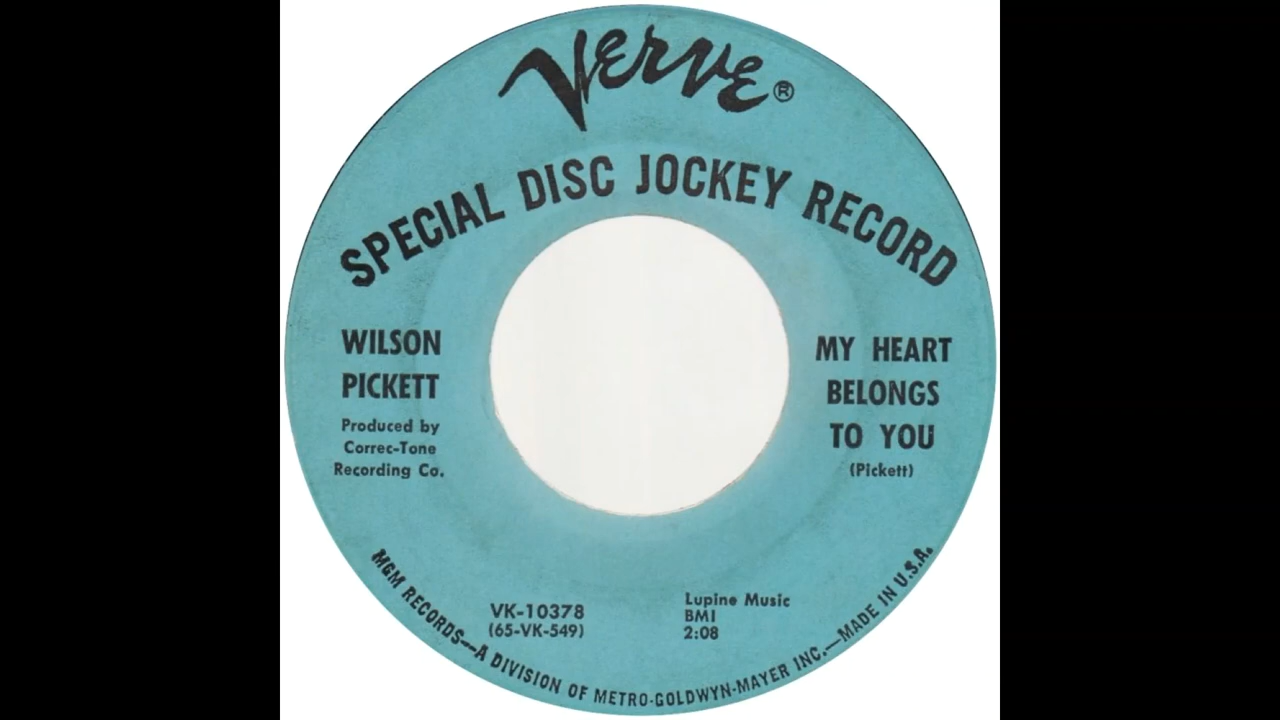 Verve®
SPECIAL DISC JOCKEY RECORD
WILSON
PICKETT
Produced by
Correc-Tone
Recording Co.
MY HEART
BELONGS
TO YOU
(Pickett)
VK-10378
(65-VK-549)
Lupine Music
BMI
2:08
MGM RECORDS—A DIVISION OF METRO-GOLDWYN-MAYER INC.—MADE IN U.S.A.